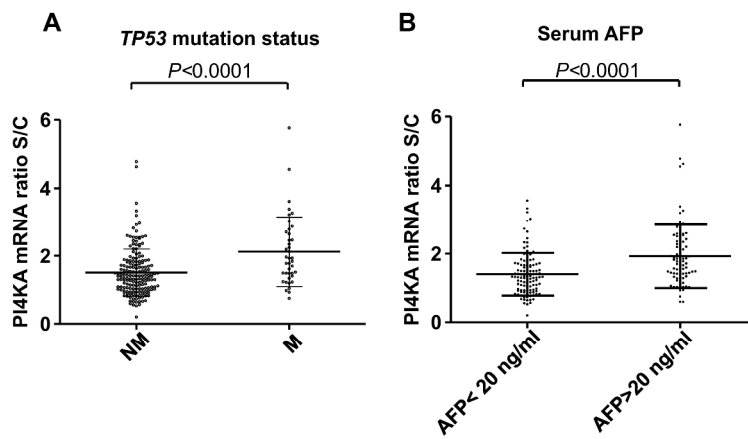 A
TP53 mutation status
P<0.0001
PI4KA mRNA ratio S/C
6
4
2
0
NM
M
B
Serum AFP
P<0.0001
PI4KA mRNA ratio S/C
6
4
2
0
AFP< 20 ng/ml
AFP>20 ng/ml